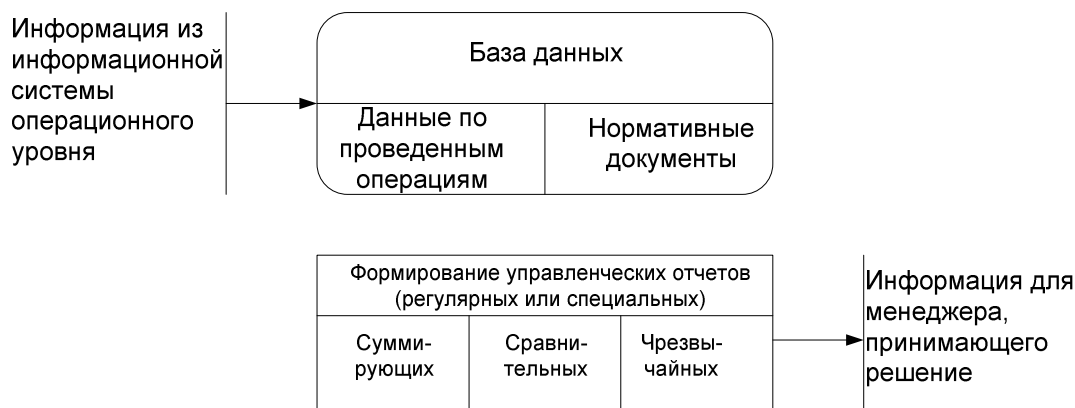 Информация из
информационной
системы
операционного
уровня
База данных
Данные по
проведенным
операциям
Нормативные
документы
Формирование управленческих отчетов
(регулярных или специальных)
Сумми-
рующих
Сравни-
тельных
Чрезвы-
чайных
Информация для
менеджера,
принимающего
решение